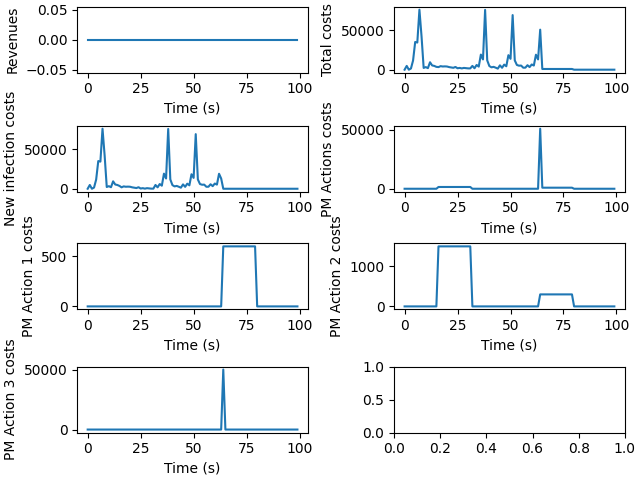 Revenues
0.05
0.00
−0.05
0 25 50 75 100
Time (s)
Total costs
50000
0
0 25 50 75 100
Time (s)
New infection costs
50000
0
0 25 50 75 100
Time (s)
PM Actions costs
50000
0
0 25 50 75 100
Time (s)
PM Action 1 costs
500
0
0 25 50 75 100
Time (s)
PM Action 2 costs
1000
0
0 25 50 75 100
Time (s)
PM Action 3 costs
50000
0
0 25 50 75 100
Time (s)
1.0
0.5
0.0
0.0 0.2 0.4 0.6 0.8 1.0